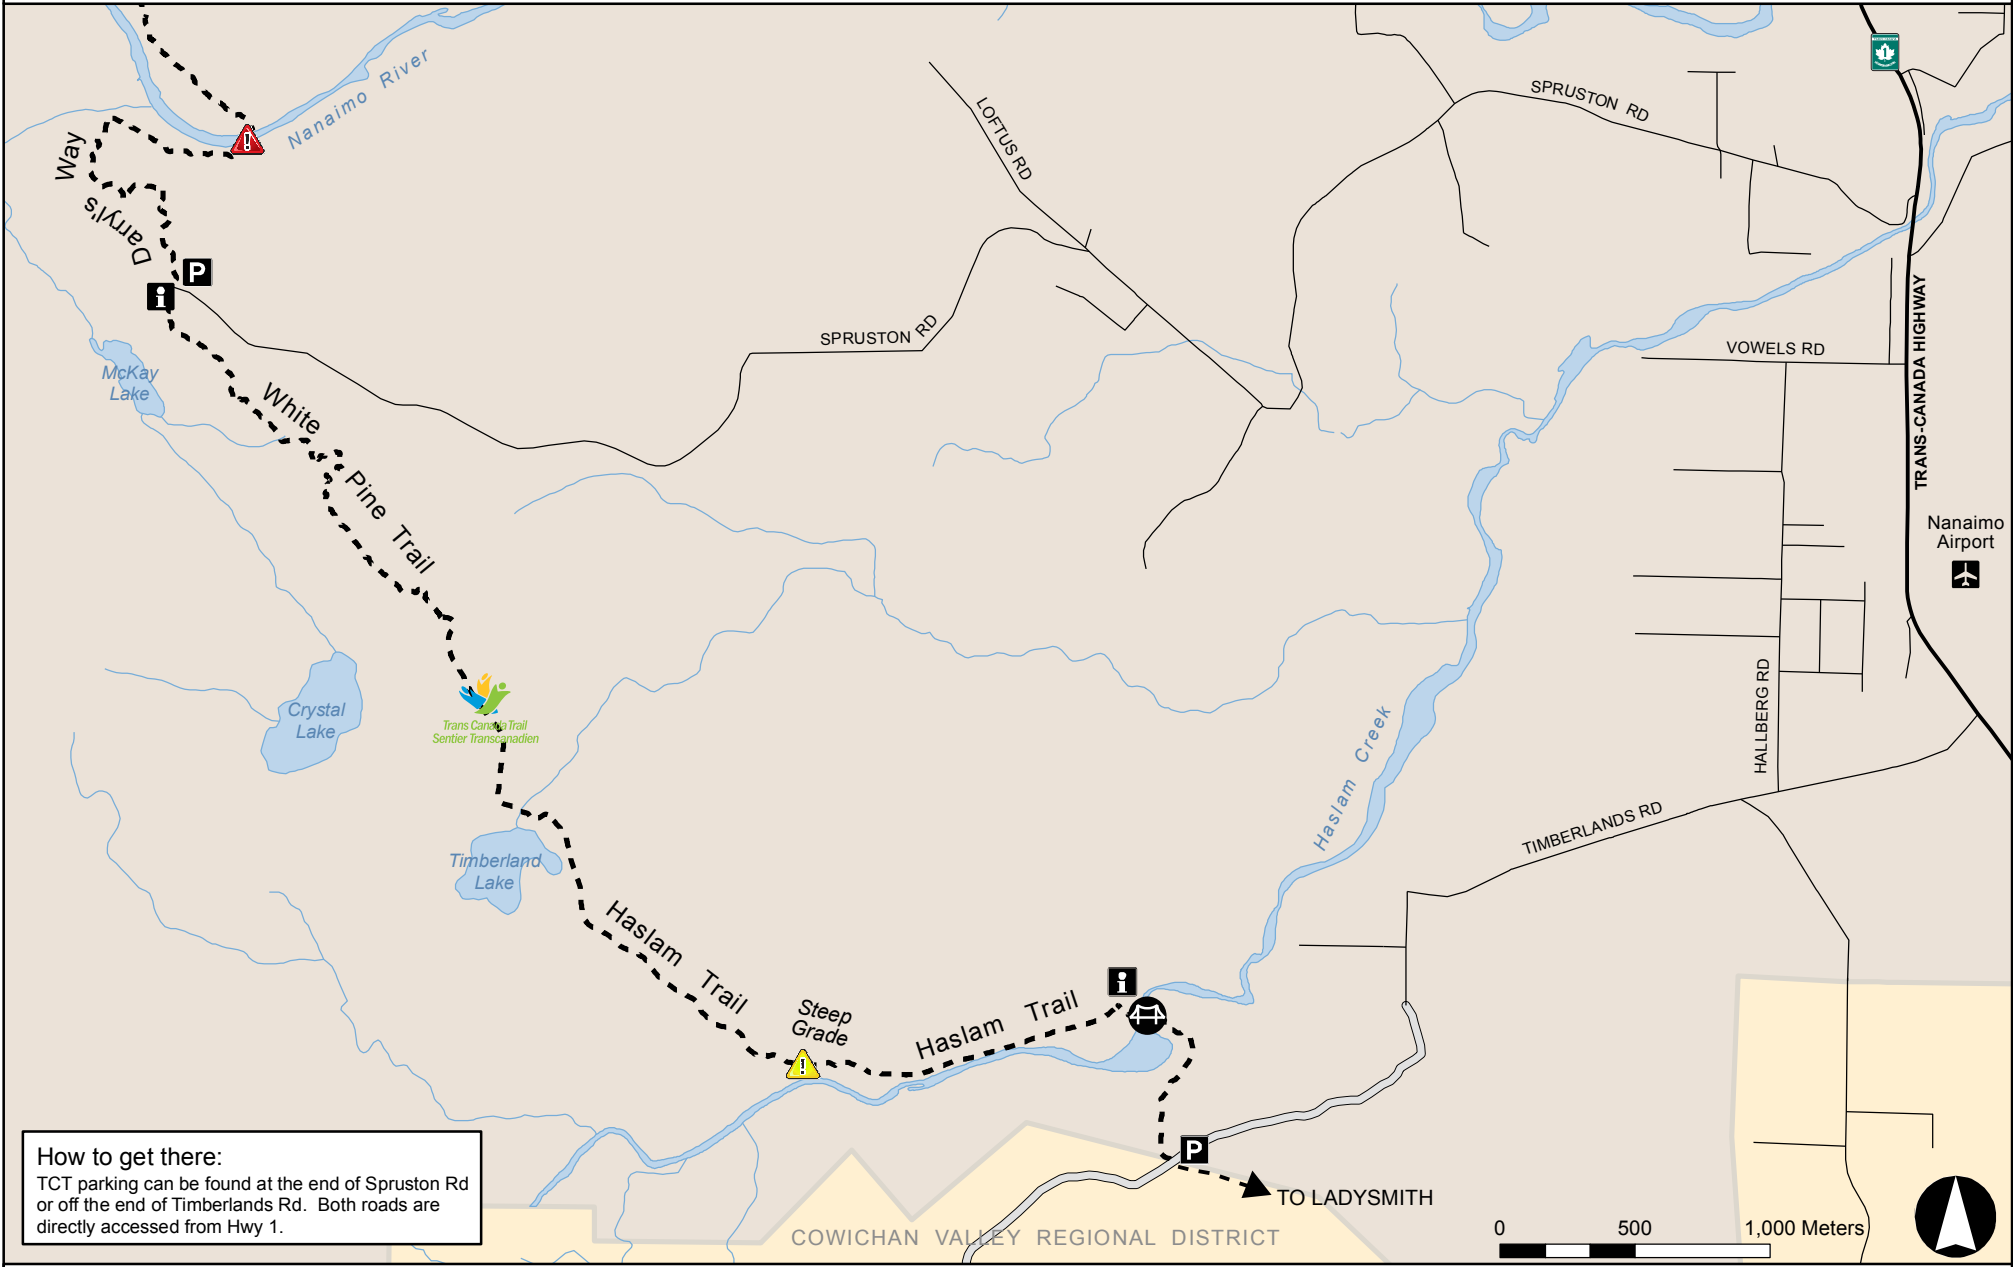 Nanaimo River
1
SPRUSTON RD
LOFTUS RD
Way
Darryl's
P
i
SPRUSTON RD
TRANS-CANADA HIGHWAY
VOWELS RD
McKay
Lake
White Pine Trail
Nanaimo
Airport
Crystal
Lake
Trans Canada Trail
Sentier Transcanadien
HALLBERG RD
Haslam Creek
TIMBERLANDS RD
Timberland
Lake
Haslam Trail
Steep
Grade
Haslam Trail
i
P
TO LADYSMITH
COWICHAN VALLEY REGIONAL DISTRICT
How to get there:
TCT parking can be found at the end of Spruston Rd
or off the end of Timberlands Rd. Both roads are
directly accessed from Hwy 1.
0 500 1,000 Meters